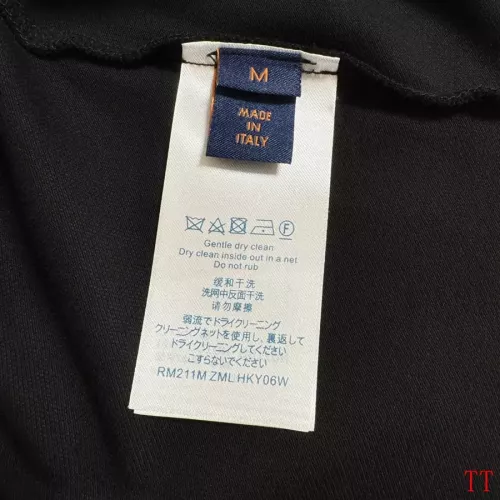 M
MADE
IN
ITALY
F
Gentle dry clean
Dry clean inside out in a net
Do not rub
缓和干洗
洗网中反面干洗
请勿摩擦
弱流でドライクリーニング
クリーニングネットを使用し、裏返して
ドライクリーニングしてください
こすらないでください
RM211M ZML HKY06W
TT